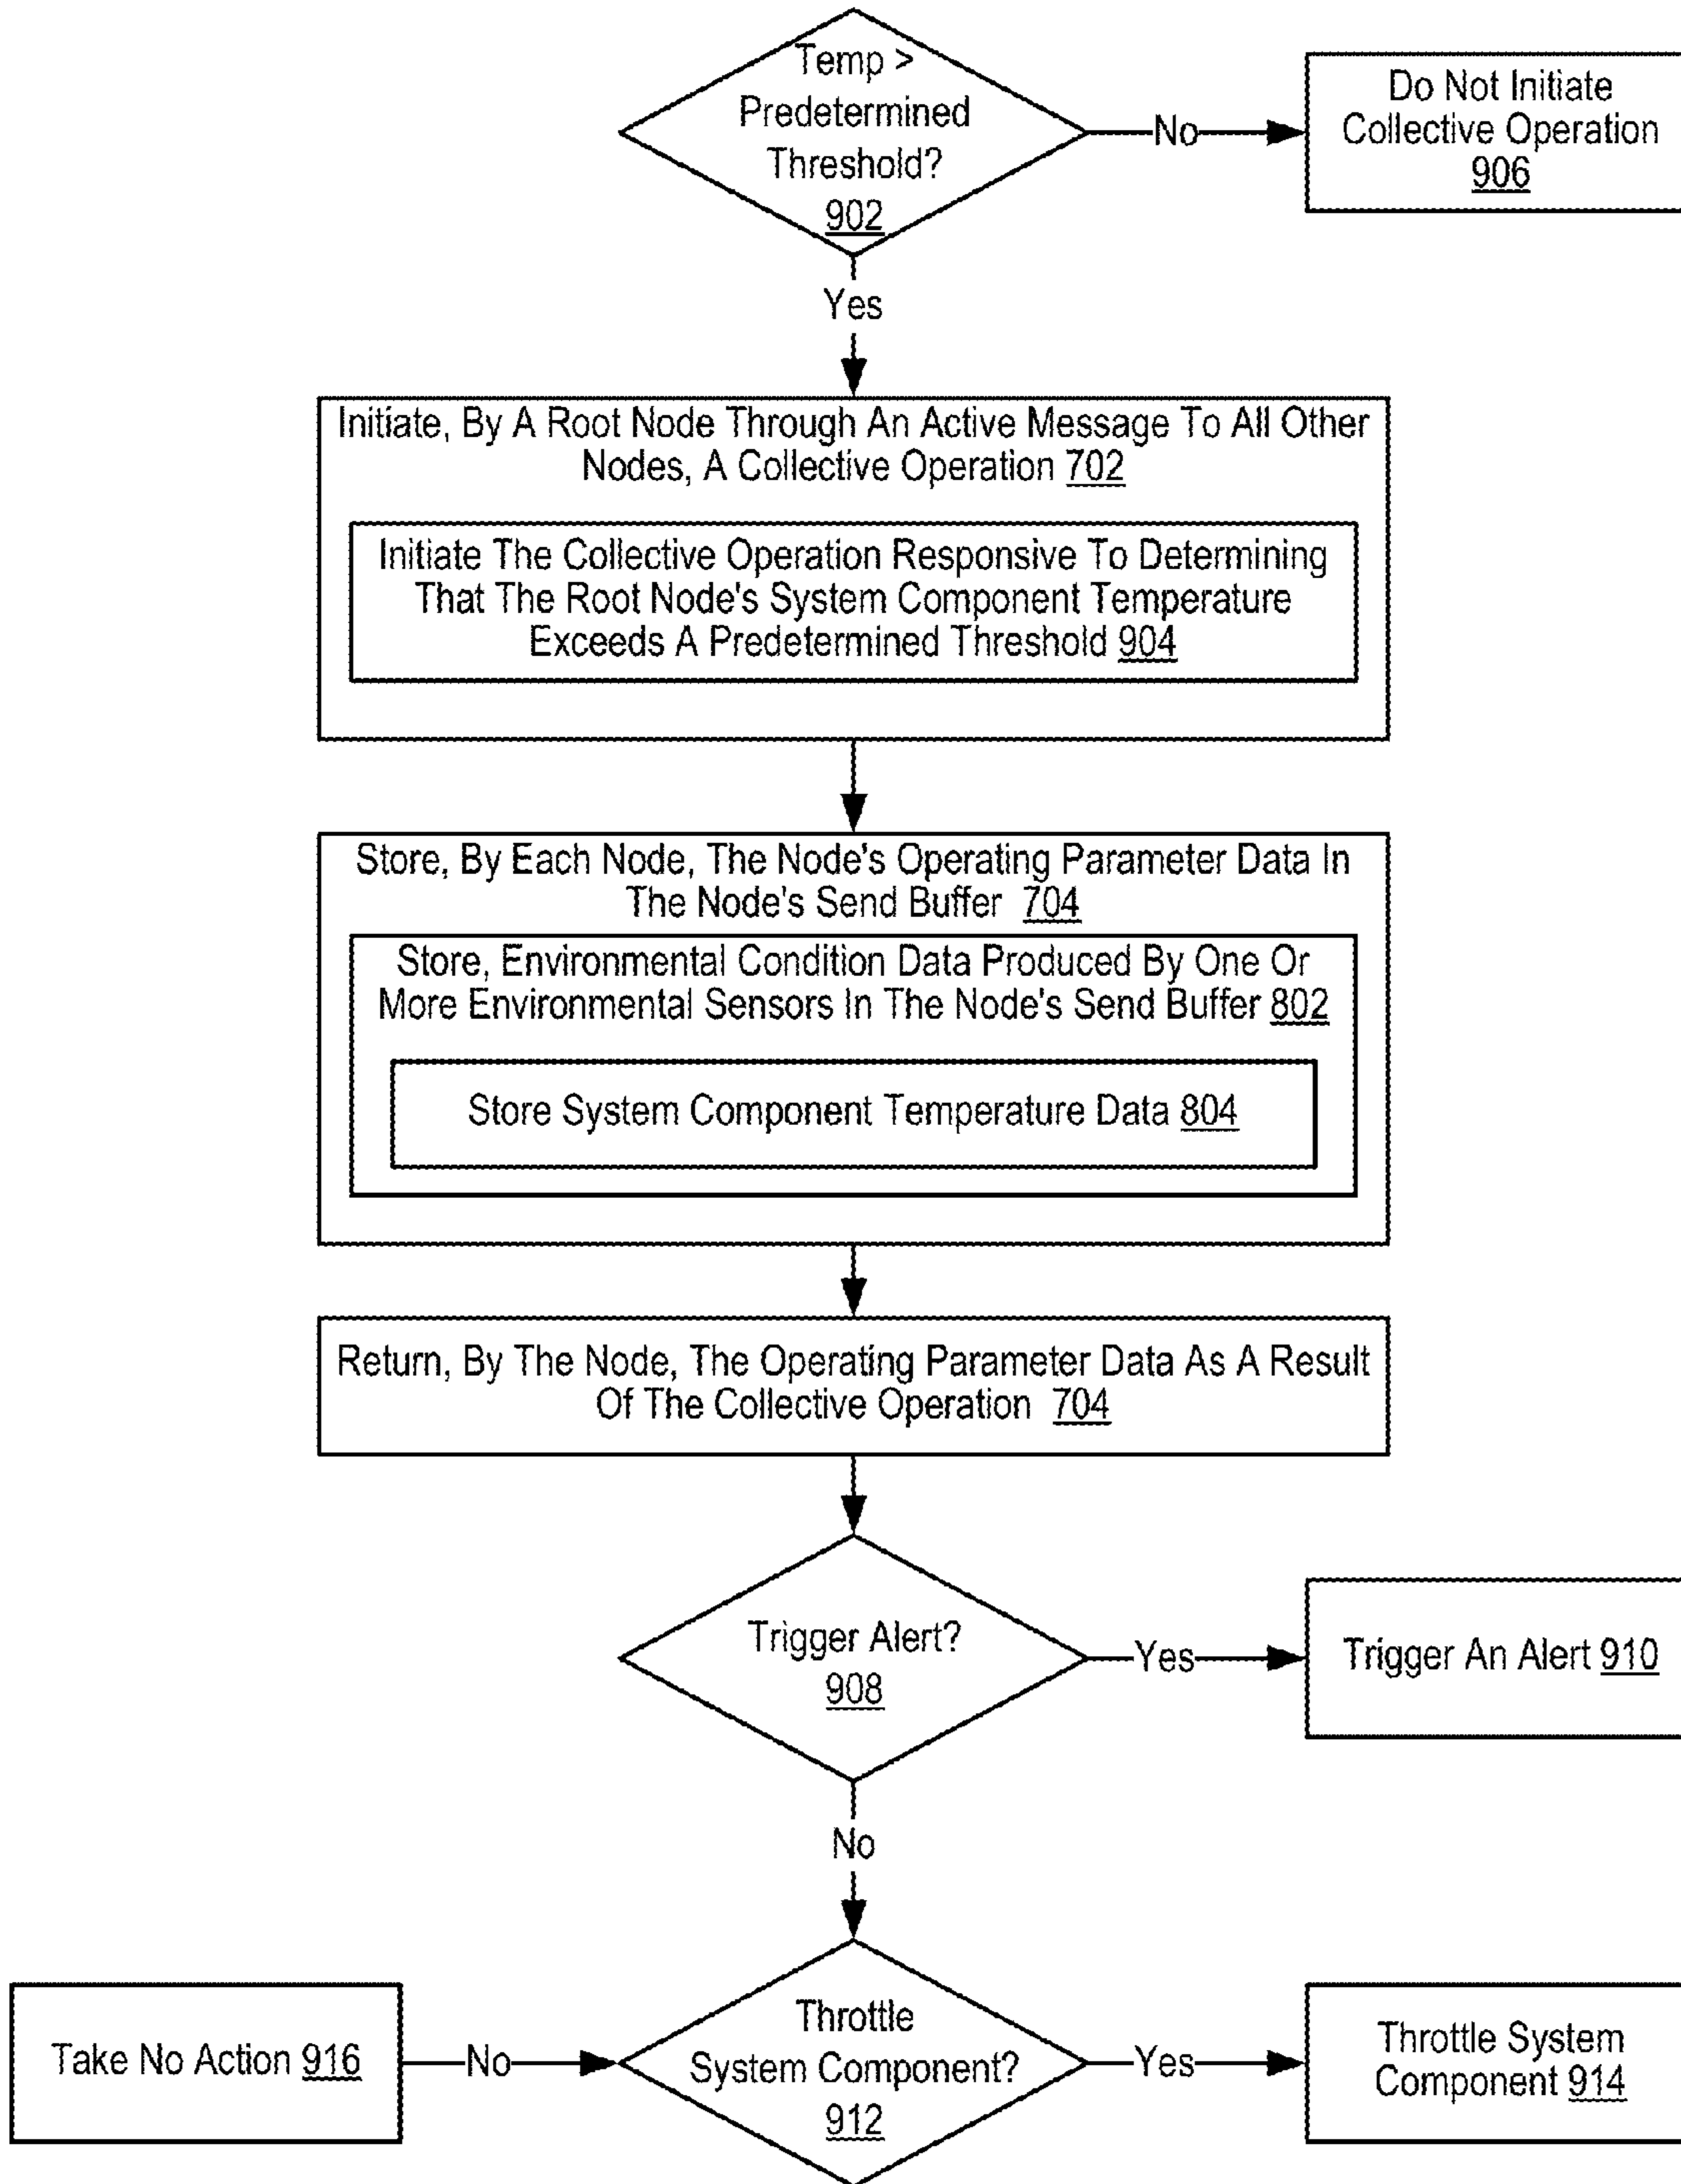 Temp >
Predetermined
Threshold?
902
No
Do Not Initiate
Collective Operation
906
Yes
Initiate, By A Root Node Through An Active Message To All Other
Nodes, A Collective Operation 702
Initiate The Collective Operation Responsive To Determining
That The Root Node's System Component Temperature
Exceeds A Predetermined Threshold 904
Store, By Each Node, The Node's Operating Parameter Data In
The Node's Send Buffer 704
Store, Environmental Condition Data Produced By One Or
More Environmental Sensors In The Node's Send Buffer 802
Store System Component Temperature Data 804
Return, By The Node, The Operating Parameter Data As A Result
Of The Collective Operation 704
Trigger Alert?
908
Yes
Trigger An Alert 910
No
Take No Action 916
No
Throttle
System Component?
912
Yes
Throttle System
Component 914